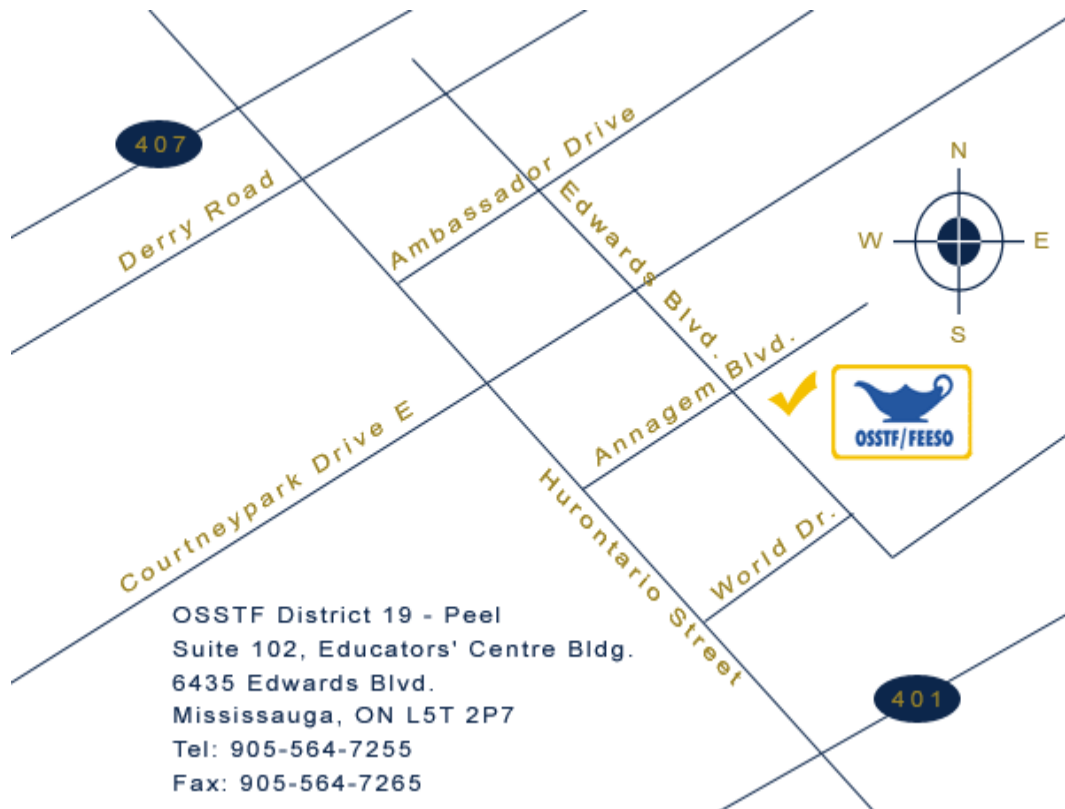 407
Derry Road
Ambassador Drive
Edwards Blvd.
N
W
E
S
Annagem Blvd.
OSSTF/FEESO
Courtneypark Drive E
Hurontario Street
World Dr.
401
OSSTF District 19 - Peel
Suite 102, Educators' Centre Bldg.
6435 Edwards Blvd.
Mississauga, ON L5T 2P7
Tel: 905-564-7255
Fax: 905-564-7265